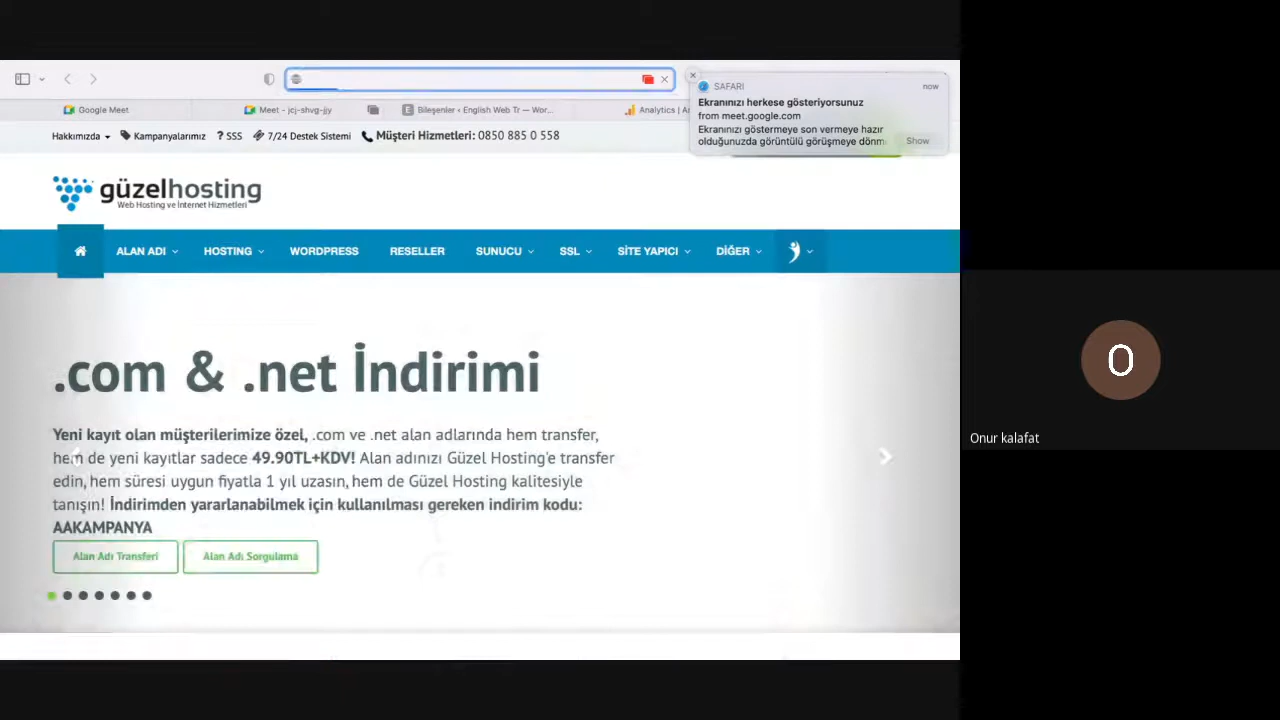 SAFARI
now
Ekranınızı herkese gösteriyorsunuz
from meet.google.com
Ekranınızı göstermeye son vermeye hazır
olduğunuzda görüntülü görüşmeye dönm
Show
Google Meet
Meet - jcj-shvg-jjy
Bileşenler ‹ English Web Tr — Wor...
Analytics | A
Hakkımızda
Kampanyalarımız
? SSS
7/24 Destek Sistemi
Müşteri Hizmetleri: 0850 885 0 558
güzelhosting
Web Hosting ve İnternet Hizmetleri
ALAN ADI
HOSTING
WORDPRESS
RESELLER
SUNUCU
SSL
SİTE YAPICI
DİĞER
.com & .net İndirimi
Yeni kayıt olan müşterilerimize özel, .com ve .net alan adlarında hem transfer,
hem de yeni kayıtlar sadece 49.90TL+KDV! Alan adınızı Güzel Hosting'e transfer
edin, hem süresi uygun fiyatla 1 yıl uzasın, hem de Güzel Hosting kalitesiyle
tanışın! İndirimden yararlanabilmek için kullanılması gereken indirim kodu:
AAKAMPANYA
Alan Adı Transferi
Alan Adı Sorgulama
O
Onur kalafat